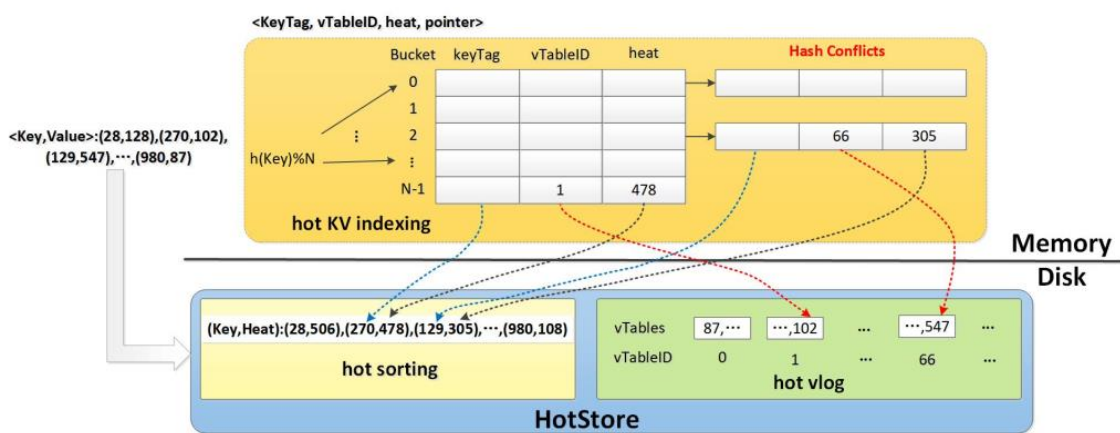 <KeyTag, vTableID, heat, pointer>
Bucket keyTag vTableID heat Hash Conflicts
0
1
<Key,Value>:(28,128),(270,102),
(129,547),⋯,(980,87)
⋮ 2 66 305
h(Key)%N ⋮
N-1 1 478
hot KV indexing
Memory
Disk
(Key,Heat):(28,506),(270,478),(129,305),⋯,(980,108)
hot sorting
vTables 87,⋯ ⋯,102 ... ⋯,547 ...
vTableID 0 1 ... 66 ...
hot vlog
HotStore